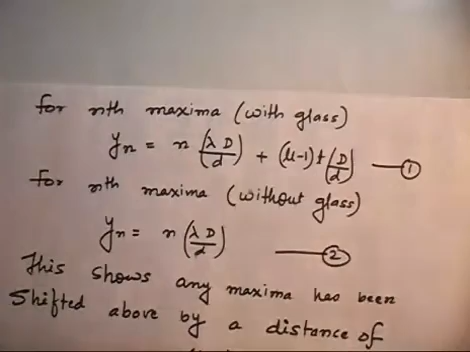 for nth maxima (with glass)
yn = n (λD/d) + (μ-1)t (D/d) —①
for nth maxima (without glass)
yn = n (λD/d) —②
This shows any maxima has been
Shifted above by a distance of